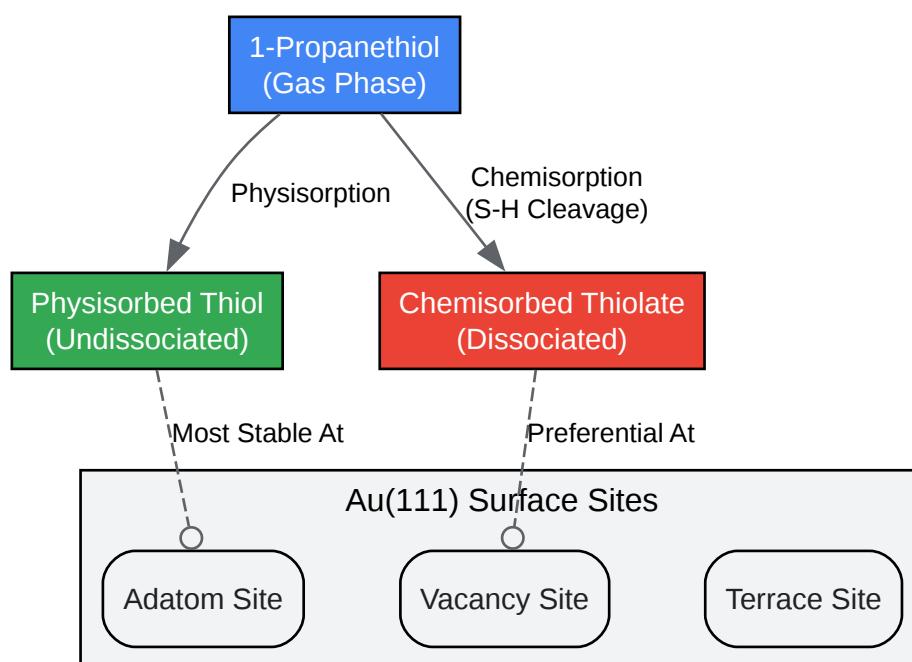 1-Propanethiol
(Gas Phase)
Physisorption
Chemisorption
(S-H Cleavage)
Physisorbed Thiol
(Undissociated)
Chemisorbed Thiolate
(Dissociated)
Most Stable At
Preferential At
Au(111) Surface Sites
Adatom Site
Vacancy Site
Terrace Site